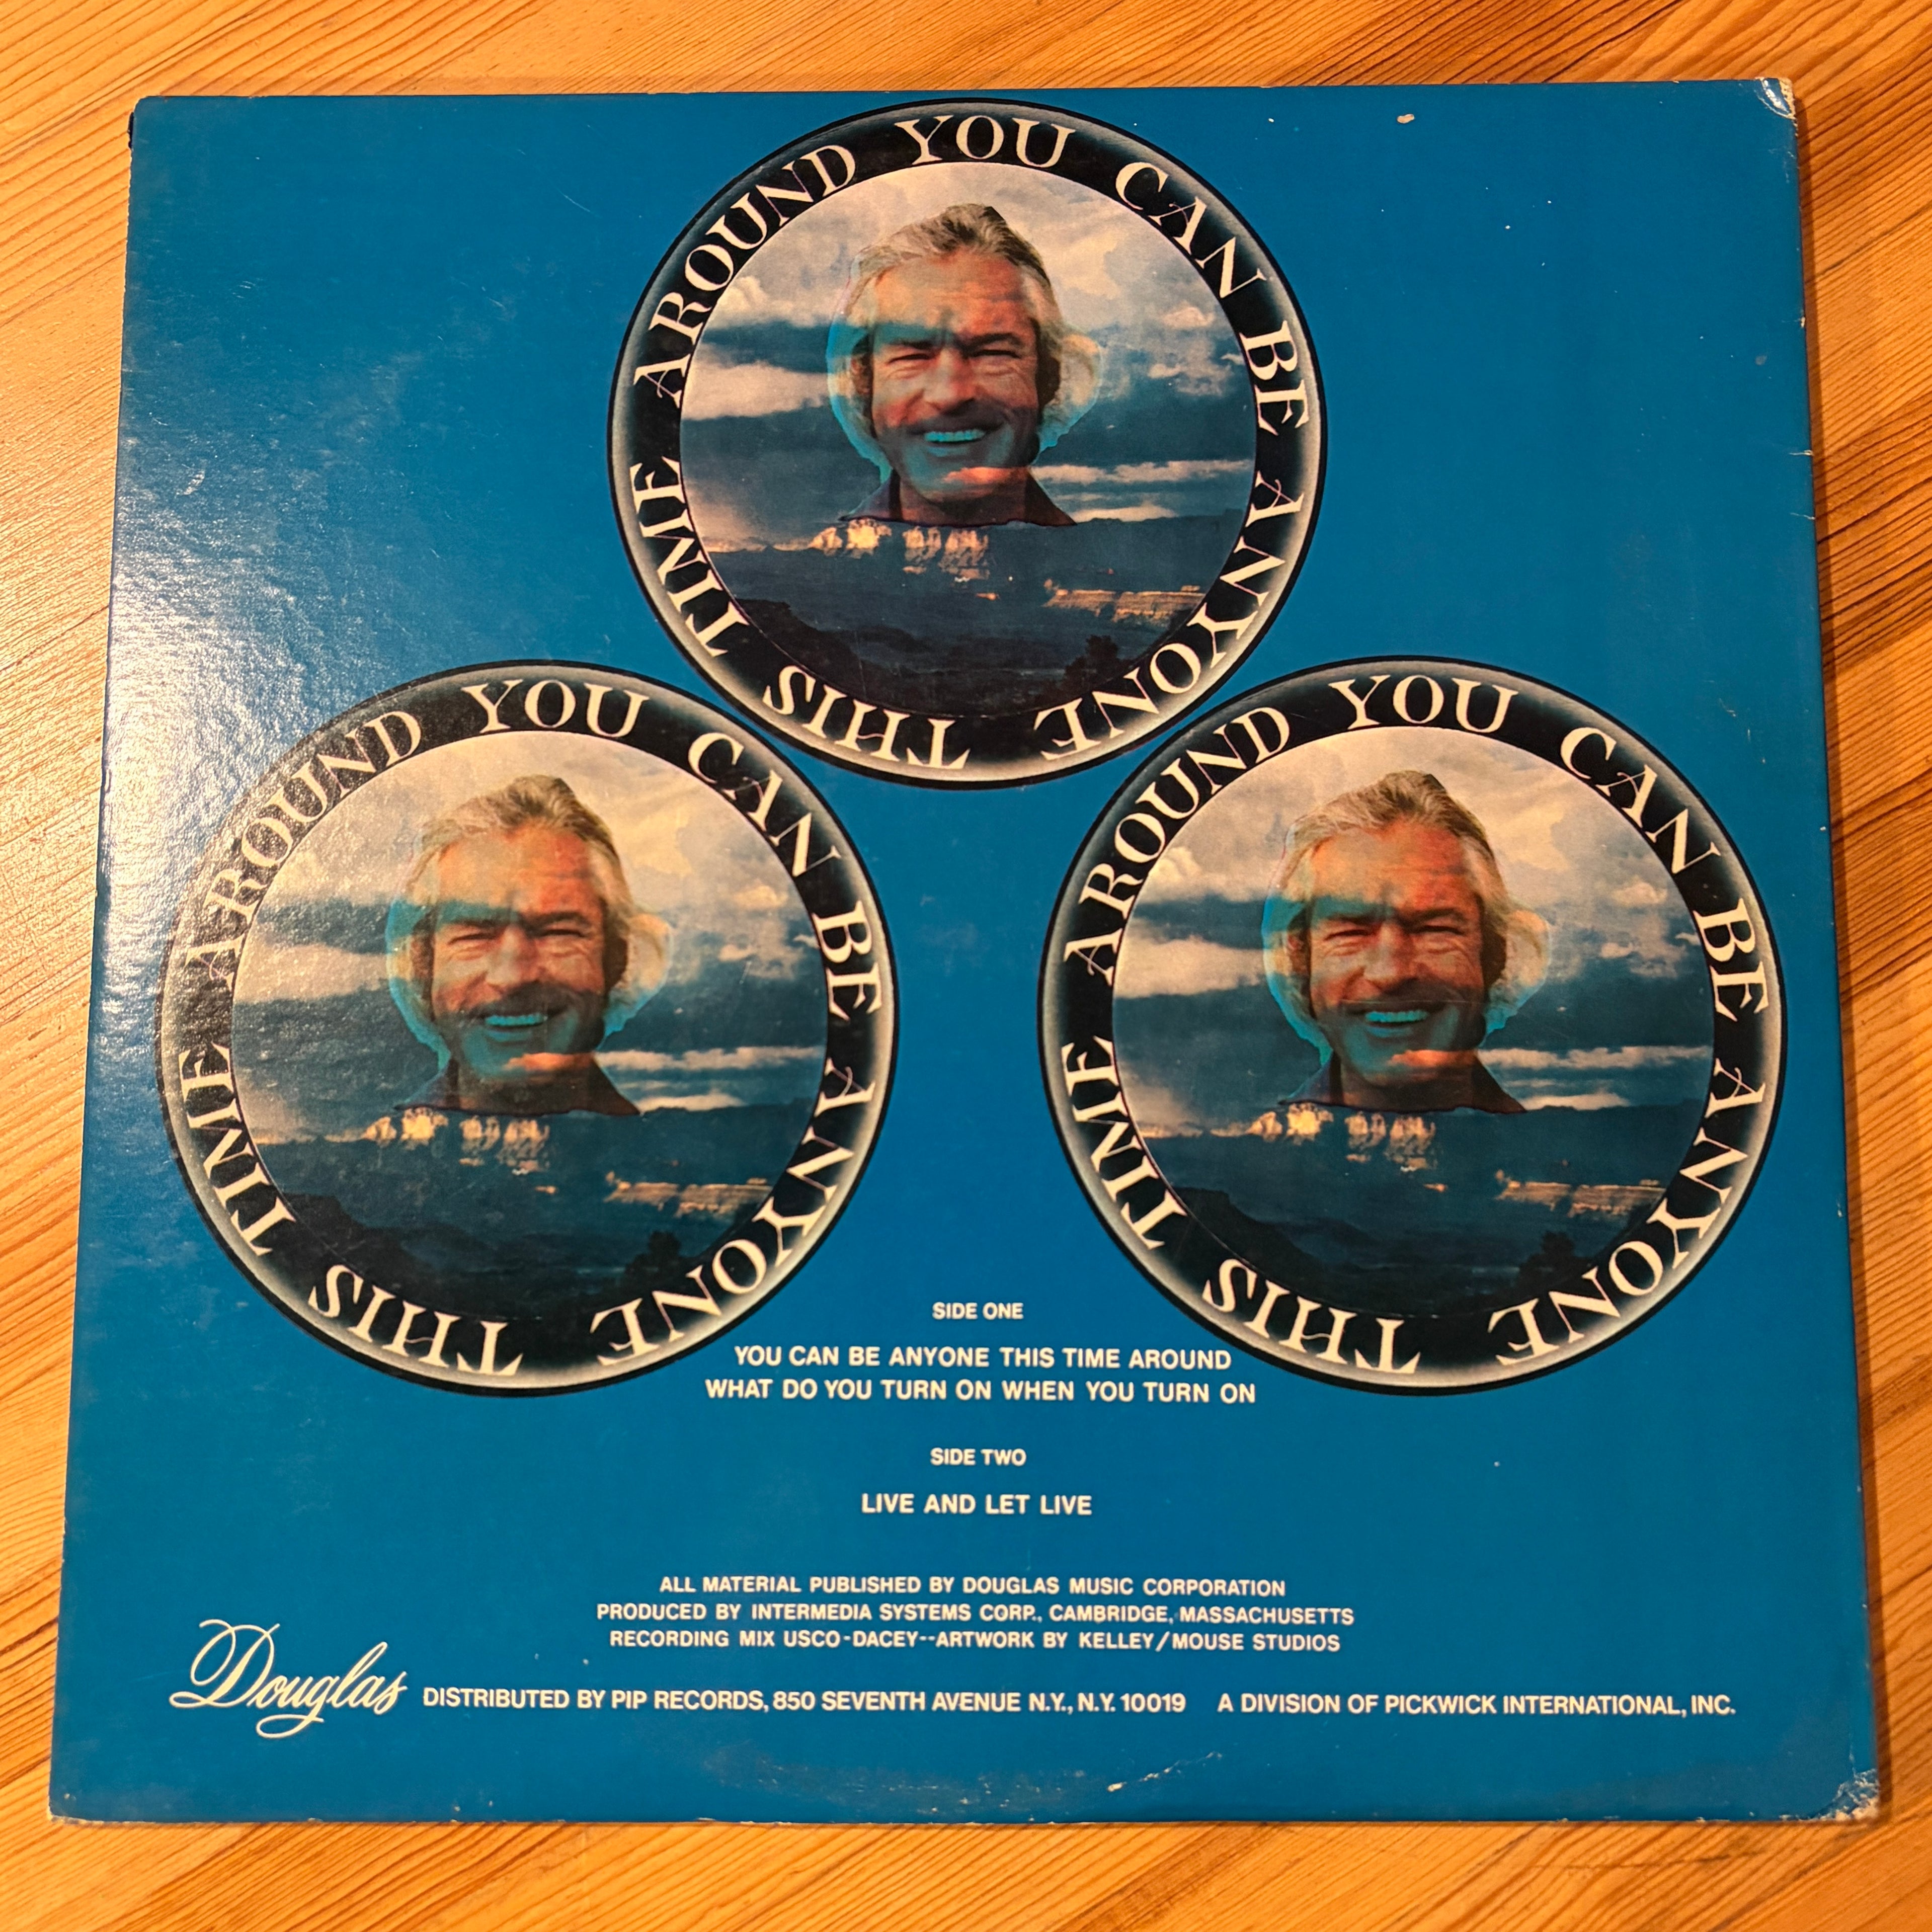 YOU CAN BE ANYONE THIS TIME AROUND
YOU CAN BE ANYONE THIS TIME AROUND
YOU CAN BE ANYONE THIS TIME AROUND
SIDE ONE
YOU CAN BE ANYONE THIS TIME AROUND
WHAT DO YOU TURN ON WHEN YOU TURN ON
SIDE TWO
LIVE AND LET LIVE
ALL MATERIAL PUBLISHED BY DOUGLAS MUSIC CORPORATION
PRODUCED BY INTERMEDIA SYSTEMS CORP., CAMBRIDGE, MASSACHUSETTS
RECORDING MIX USCO-DACEY--ARTWORK BY KELLEY/MOUSE STUDIOS
Douglas DISTRIBUTED BY PIP RECORDS, 850 SEVENTH AVENUE N.Y., N.Y. 10019 A DIVISION OF PICKWICK INTERNATIONAL, INC.